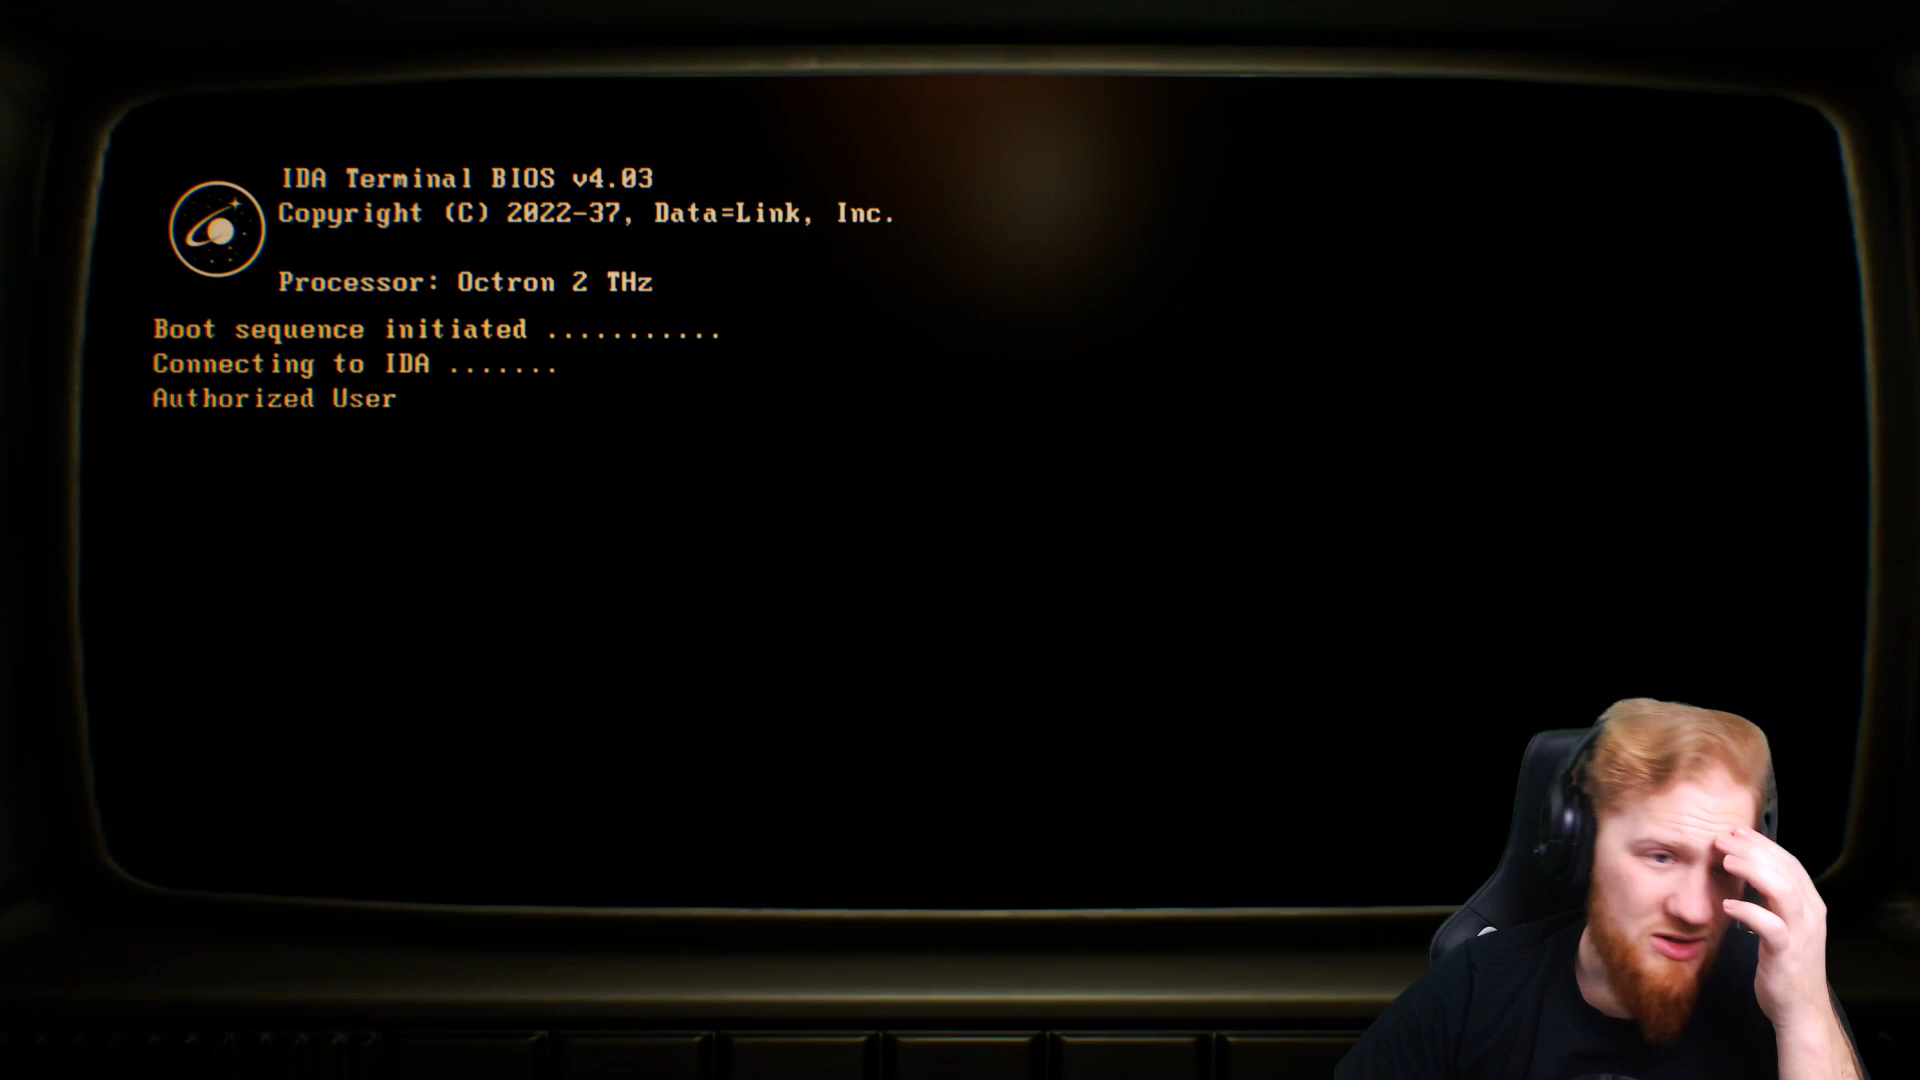 IDA Terminal BIOS v4.03
Copyright (C) 2022-37, Data=Link, Inc.
Processor: Octron 2 THz
Boot sequence initiated ...........
Connecting to IDA .......
Authorized User